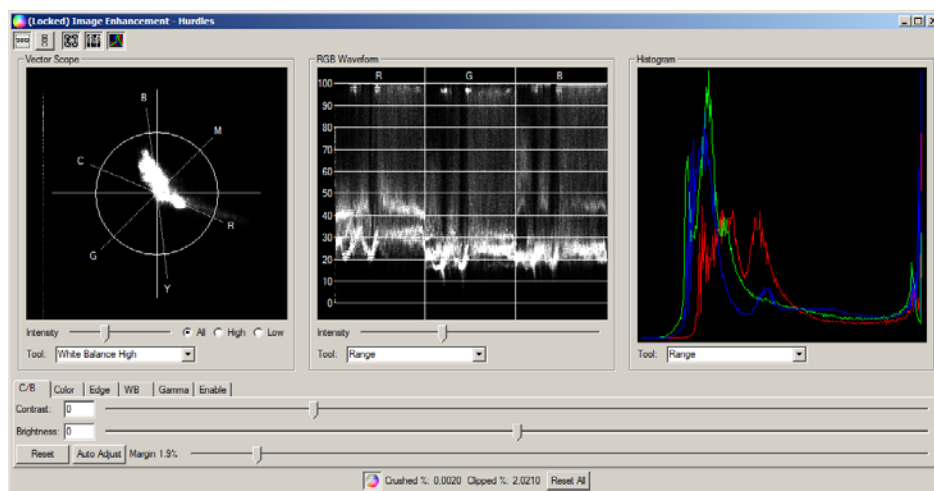 (Locked) Image Enhancement - Hurdles
Vector Scope
RGB Waveform
Histogram
B
M
C
R
G
Y
R G B
100
90
80
70
60
50
40
30
20
10
0
Intensity All High Low
Intensity
Tool: White Balance High
Tool: Range
Tool: Range
C/B Color Edge WB Gamma Enable
Contrast: 0
Brightness: 0
Reset Auto Adjust Margin 1.9%
Crushed %: 0.0020 Clipped %: 2.0210 Reset All